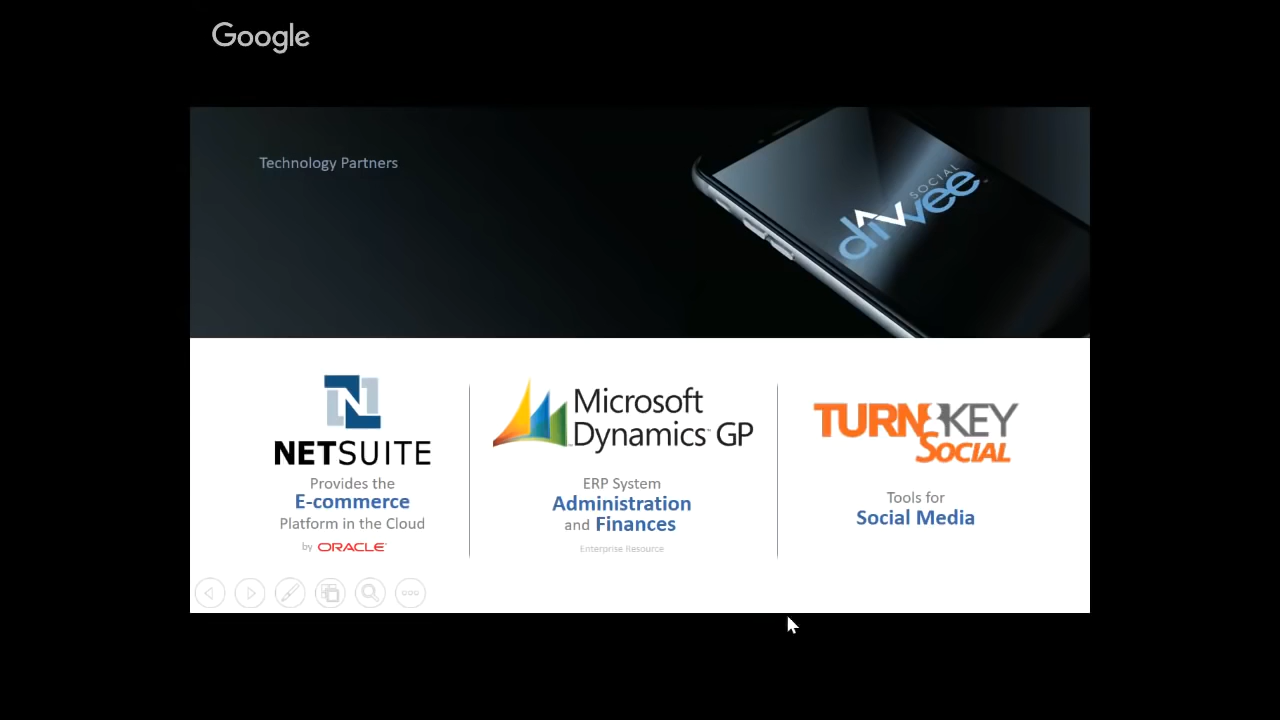 Google
Technology Partners
SOCIAL
divvee
NETSUITE
Provides the
E-commerce
Platform in the Cloud
by ORACLE
Microsoft
Dynamics GP
ERP System
Administration
and Finances
Enterprise Resource
TURNKEY
SOCIAL
Tools for
Social Media